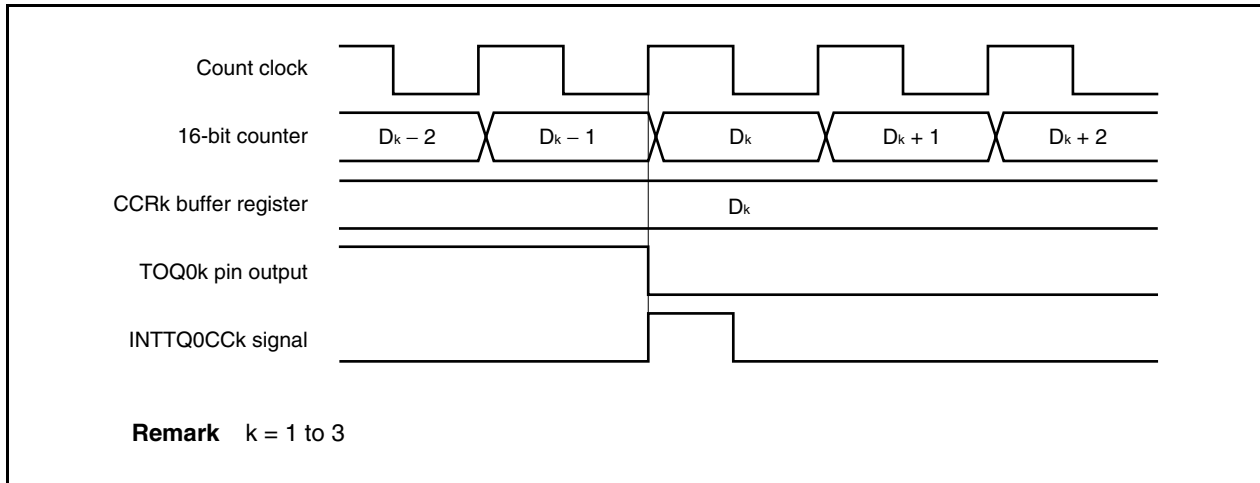 Count clock
16-bit counter
Dk − 2
Dk − 1
Dk
Dk + 1
Dk + 2
CCRk buffer register
Dk
TOQ0k pin output
INTTQ0CCk signal
Remark k = 1 to 3